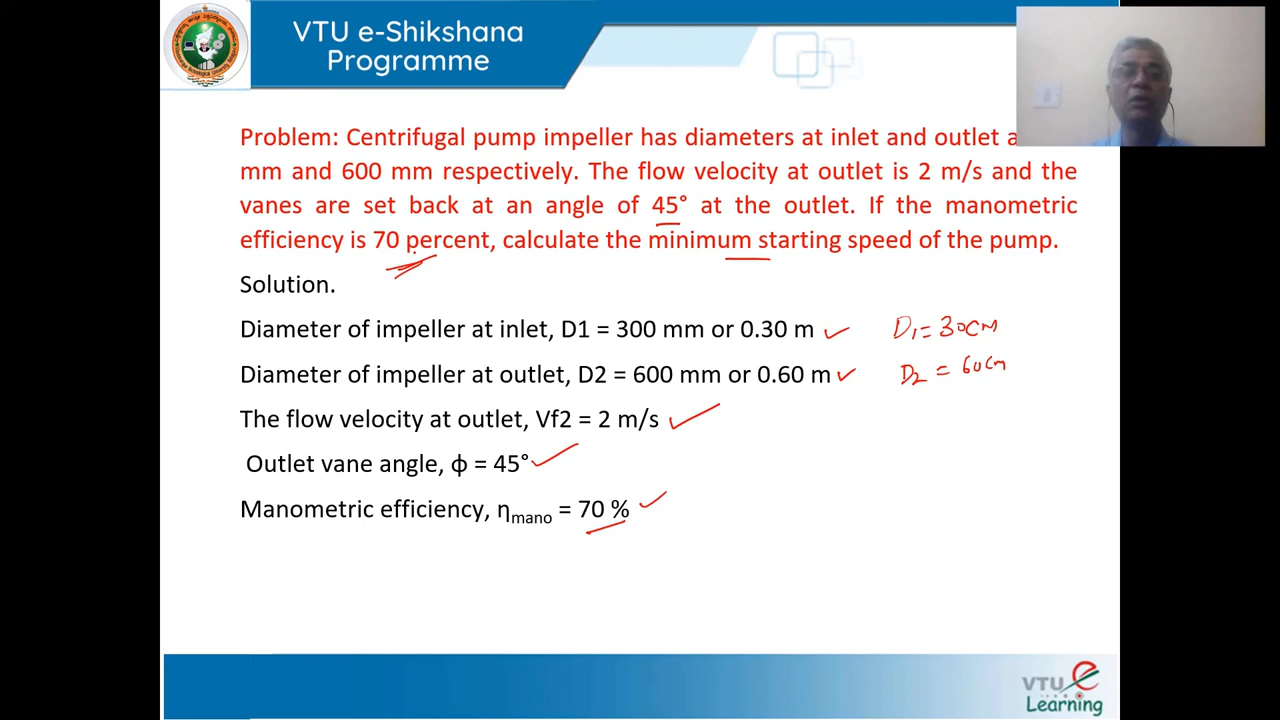 VTU e-Shikshana
Programme
Problem: Centrifugal pump impeller has diameters at inlet and outlet
mm and 600 mm respectively. The flow velocity at outlet is 2 m/s and the
vanes are set back at an angle of 45° at the outlet. If the manometric
efficiency is 70 percent, calculate the minimum starting speed of the pump.
Solution.
Diameter of impeller at inlet, D1 = 300 mm or 0.30 m
D1 = 30CM
Diameter of impeller at outlet, D2 = 600 mm or 0.60 m
D2 = 60cm
The flow velocity at outlet, Vf2 = 2 m/s
Outlet vane angle, ϕ = 45°
Manometric efficiency, ηmano = 70 %
VTU e
Learning